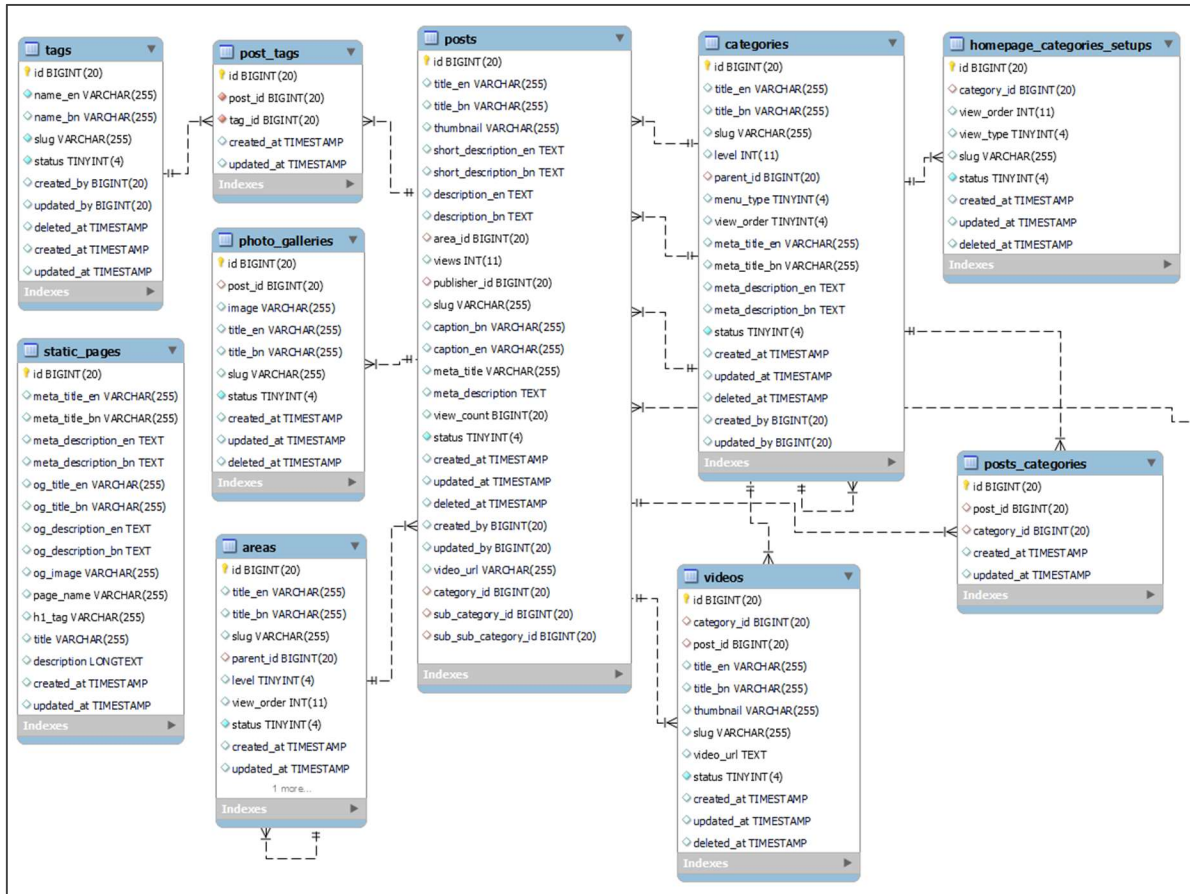 tags
id BIGINT(20)
name_en VARCHAR(255)
name_bn VARCHAR(255)
slug VARCHAR(255)
status TINYINT(4)
created_by BIGINT(20)
updated_by BIGINT(20)
deleted_at TIMESTAMP
created_at TIMESTAMP
updated_at TIMESTAMP
Indexes
post_tags
id BIGINT(20)
post_id BIGINT(20)
tag_id BIGINT(20)
created_at TIMESTAMP
updated_at TIMESTAMP
Indexes
posts
id BIGINT(20)
title_en VARCHAR(255)
title_bn VARCHAR(255)
thumbnail VARCHAR(255)
short_description_en TEXT
short_description_bn TEXT
description_en TEXT
description_bn TEXT
area_id BIGINT(20)
views INT(11)
publisher_id BIGINT(20)
slug VARCHAR(255)
caption_bn VARCHAR(255)
caption_en VARCHAR(255)
meta_title VARCHAR(255)
meta_description TEXT
view_count BIGINT(20)
status TINYINT(4)
created_at TIMESTAMP
updated_at TIMESTAMP
deleted_at TIMESTAMP
created_by BIGINT(20)
updated_by BIGINT(20)
video_url VARCHAR(255)
category_id BIGINT(20)
sub_category_id BIGINT(20)
sub_sub_category_id BIGINT(20)
Indexes
categories
id BIGINT(20)
title_en VARCHAR(255)
title_bn VARCHAR(255)
slug VARCHAR(255)
level INT(11)
parent_id BIGINT(20)
menu_type TINYINT(4)
view_order TINYINT(4)
meta_title_en VARCHAR(255)
meta_title_bn VARCHAR(255)
meta_description_en TEXT
meta_description_bn TEXT
status TINYINT(4)
created_at TIMESTAMP
updated_at TIMESTAMP
deleted_at TIMESTAMP
created_by BIGINT(20)
updated_by BIGINT(20)
Indexes
homepage_categories_setups
id BIGINT(20)
category_id BIGINT(20)
view_order INT(11)
view_type TINYINT(4)
slug VARCHAR(255)
status TINYINT(4)
created_at TIMESTAMP
updated_at TIMESTAMP
deleted_at TIMESTAMP
Indexes
photo_galleries
id BIGINT(20)
post_id BIGINT(20)
image VARCHAR(255)
title_en VARCHAR(255)
title_bn VARCHAR(255)
slug VARCHAR(255)
status TINYINT(4)
created_at TIMESTAMP
updated_at TIMESTAMP
deleted_at TIMESTAMP
Indexes
static_pages
id BIGINT(20)
meta_title_en VARCHAR(255)
meta_title_bn VARCHAR(255)
meta_description_en TEXT
meta_description_bn TEXT
og_title_en VARCHAR(255)
og_title_bn VARCHAR(255)
og_description_en TEXT
og_description_bn TEXT
og_image VARCHAR(255)
page_name VARCHAR(255)
h1_tag VARCHAR(255)
title VARCHAR(255)
description LONGTEXT
created_at TIMESTAMP
updated_at TIMESTAMP
Indexes
areas
id BIGINT(20)
title_en VARCHAR(255)
title_bn VARCHAR(255)
slug VARCHAR(255)
parent_id BIGINT(20)
level TINYINT(4)
view_order INT(11)
status TINYINT(4)
created_at TIMESTAMP
updated_at TIMESTAMP
1 more...
Indexes
posts_categories
id BIGINT(20)
post_id BIGINT(20)
category_id BIGINT(20)
created_at TIMESTAMP
updated_at TIMESTAMP
Indexes
videos
id BIGINT(20)
category_id BIGINT(20)
post_id BIGINT(20)
title_en VARCHAR(255)
title_bn VARCHAR(255)
thumbnail VARCHAR(255)
slug VARCHAR(255)
video_url TEXT
status TINYINT(4)
created_at TIMESTAMP
updated_at TIMESTAMP
deleted_at TIMESTAMP
Indexes